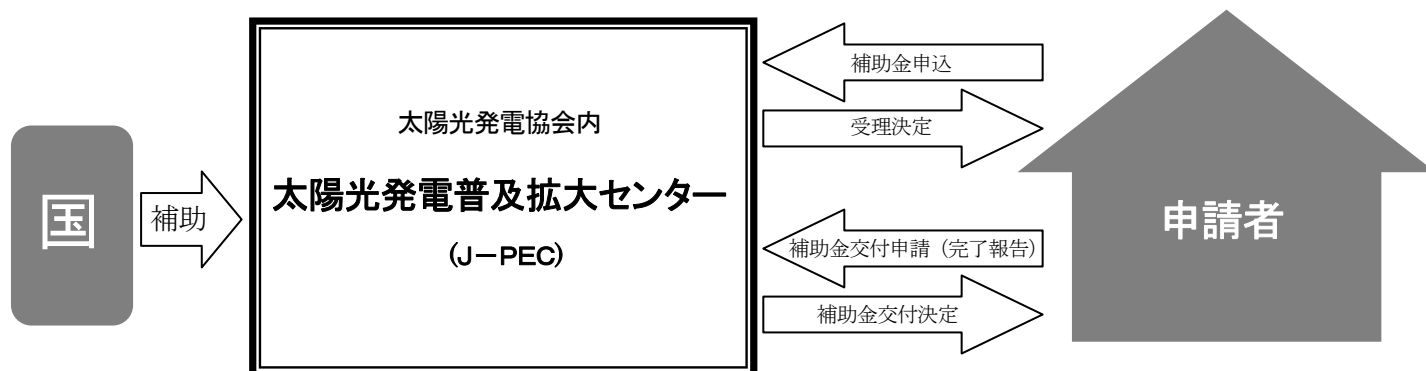 国
補助
太陽光発電協会内
太陽光発電普及拡大センター
(J－PEC)
補助金申込
受理決定
補助金交付申請（完了報告）
補助金交付決定
申請者